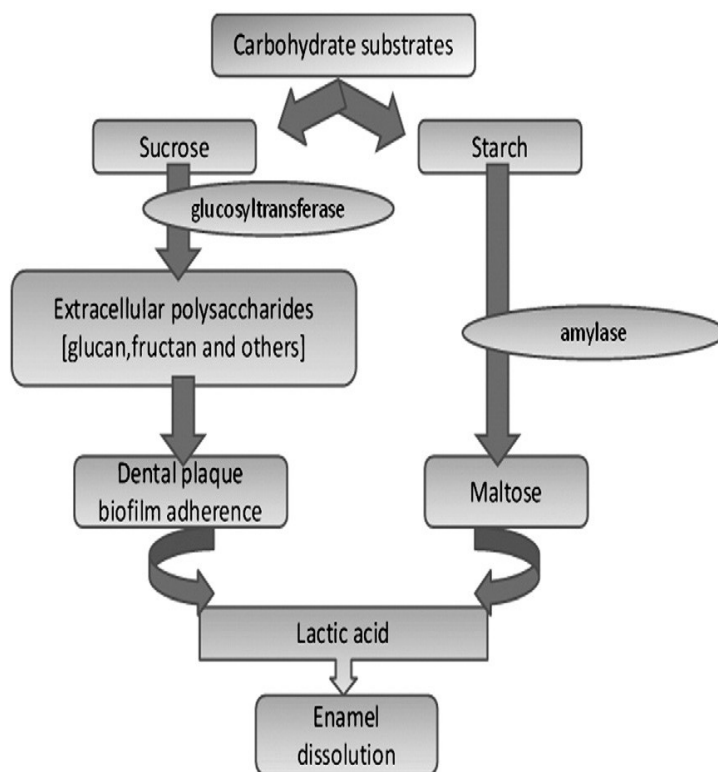 Carbohydrate substrates
Sucrose
Starch
glucosyltransferase
Extracellular polysaccharides
[glucan,fructan and others]
amylase
Dental plaque
biofilm adherence
Maltose
Lactic acid
Enamel
dissolution